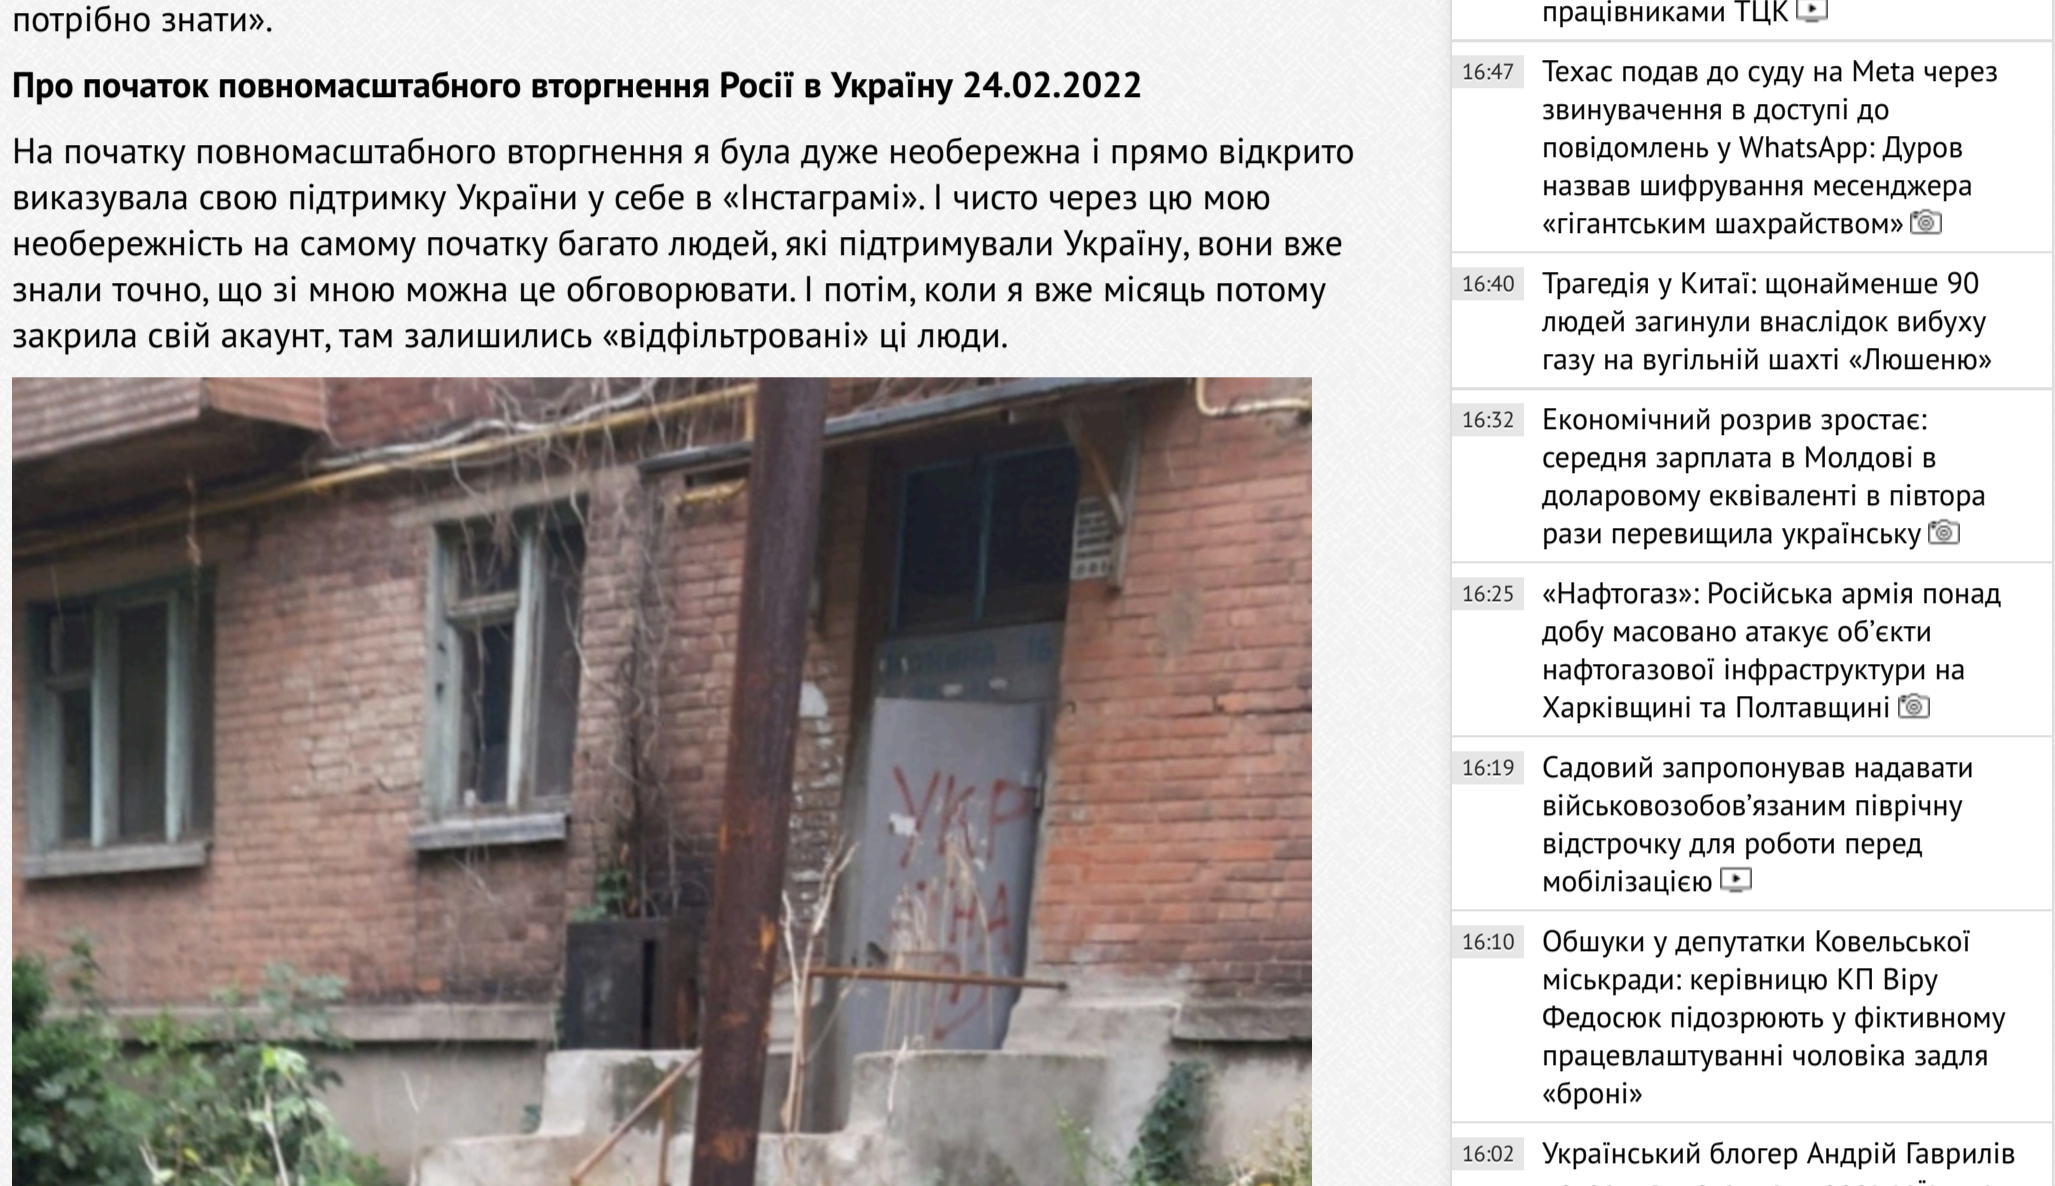 потрібно знати».
Про початок повномасштабного вторгнення Росії в Україну 24.02.2022
На початку повномасштабного вторгнення я була дуже необережна і прямо відкрито
виказувала свою підтримку України у себе в «Інстаграмі». І чисто через цю мою
необережність на самому початку багато людей, які підтримували Україну, вони вже
знали точно, що зі мною можна це обговорювати. І потім, коли я вже місяць потому
закрила свій акаунт, там залишились «відфільтровані» ці люди.
УКР
ЇНА
працівниками ТЦК
16:47 Техас подав до суду на Meta через
звинувачення в доступі до
повідомлень у WhatsApp: Дуров
назвав шифрування месенджера
«гігантським шахрайством»
16:40 Трагедія у Китаї: щонайменше 90
людей загинули внаслідок вибуху
газу на вугільній шахті «Люшеню»
16:32 Економічний розрив зростає:
середня зарплата в Молдові в
доларовому еквіваленті в півтора
рази перевищила українську
16:25 «Нафтогаз»: Російська армія понад
добу масовано атакує об’єкти
нафтогазової інфраструктури на
Харківщині та Полтавщині
16:19 Садовий запропонував надавати
військовозобов’язаним піврічну
відстрочку для роботи перед
мобілізацією
16:10 Обшуки у депутатки Ковельської
міськради: керівницю КП Віру
Федосюк підозрюють у фіктивному
працевлаштуванні чоловіка задля
«броні»
16:02 Український блогер Андрій Гаврилів